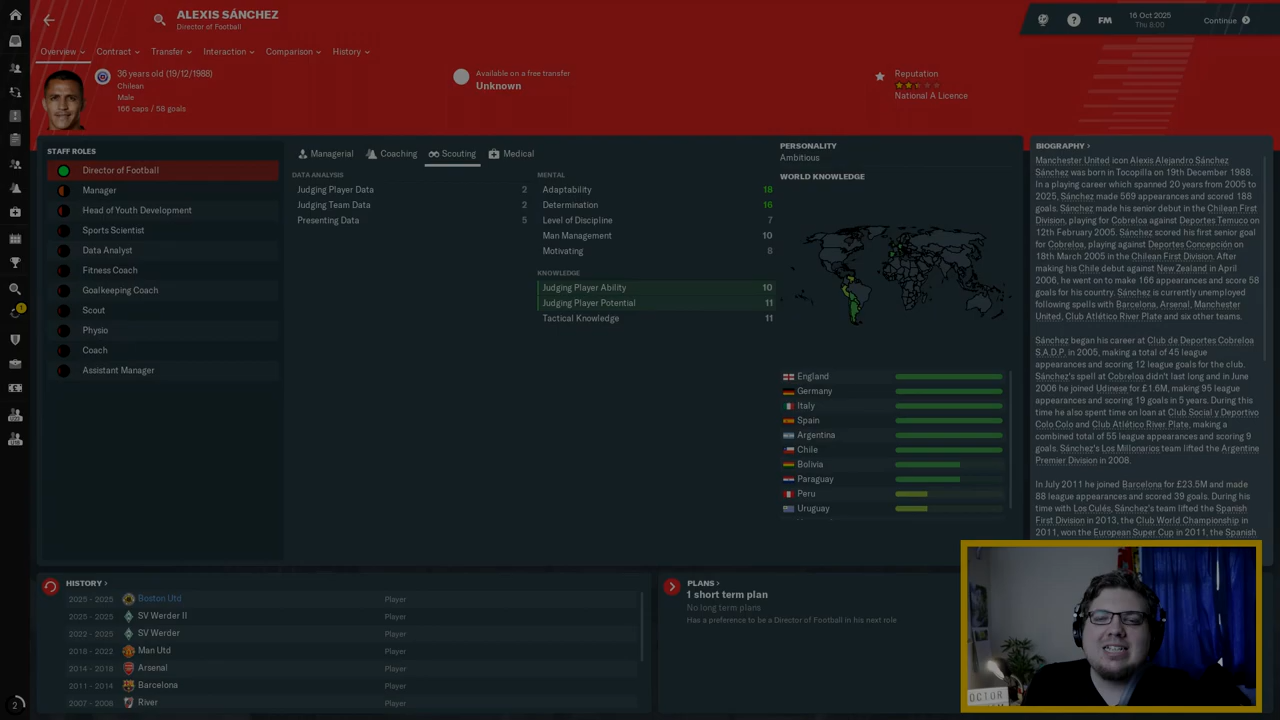 ALEXIS SÁNCHEZ
Director of Football
16 Oct 2025
Thu 8:00
FM
Continue
Overview
Contract
Transfer
Interaction
Comparison
History
36 years old (19/12/1988)
Chilean
Male
166 caps / 58 goals
Available on a free transfer
Unknown
Reputation
National A Licence
STAFF ROLES
Director of Football
Manager
Head of Youth Development
Sports Scientist
Data Analyst
Fitness Coach
Goalkeeping Coach
Scout
Physio
Coach
Assistant Manager
Managerial
Coaching
Scouting
Medical
DATA ANALYSIS
Judging Player Data 2
Judging Team Data 2
Presenting Data 5
MENTAL
Adaptability 18
Determination 16
Level of Discipline 7
Man Management 10
Motivating 8
KNOWLEDGE
Judging Player Ability 10
Judging Player Potential 11
Tactical Knowledge 11
PERSONALITY
Ambitious
WORLD KNOWLEDGE
England
Germany
Italy
Spain
Argentina
Chile
Bolivia
Paraguay
Peru
Uruguay
BIOGRAPHY >
Manchester United icon Alexis Alejandro Sánchez
Sánchez was born in Tocopilla on 19th December 1988.
In a playing career which spanned 20 years from 2005 to
2025, Sánchez made 569 appearances and scored 188
goals. Sánchez made his senior debut in the Chilean First
Division, playing for Cobreloa against Deportes Temuco on
12th February 2005. Sánchez scored his first senior goal
for Cobreloa, playing against Deportes Concepción on
18th March 2005 in the Chilean First Division. After
making his Chile debut against New Zealand in April
2006, he went on to make 166 appearances and score 58
goals for his country. Sánchez is currently unemployed
following spells with Barcelona, Arsenal, Manchester
United, Club Atlético River Plate and six other teams.
Sánchez began his career at Club de Deportes Cobreloa
S.A.D.P. in 2005, making a total of 45 league
appearances and scoring 12 league goals for the club.
Sánchez's spell at Cobreloa didn't last long and in June
2006 he joined Udinese for £1.6M, making 95 league
appearances and scoring 19 goals in 5 years. During this
time he also spent time on loan at Club Social y Deportivo
Colo Colo and Club Atlético River Plate, making a
combined total of 55 league appearances and scoring 9
goals. Sánchez's Los Millonarios team lifted the Argentine
Premier Division in 2008.
In July 2011 he joined Barcelona for £23.5M and made
88 league appearances and scored 39 goals. During his
time with Los Culés, Sánchez's team lifted the Spanish
First Division in 2013, the Club World Championship in
2011, won the European Super Cup in 2011, the Spanish
HISTORY >
2025 - 2025 Boston Utd Player
2025 - 2025 SV Werder II Player
2022 - 2025 SV Werder Player
2018 - 2022 Man Utd Player
2014 - 2018 Arsenal Player
2011 - 2014 Barcelona Player
2007 - 2008 River Player
PLANS >
1 short term plan
No long term plans
Has a preference to be a Director of Football in his next role
2
OCTOR